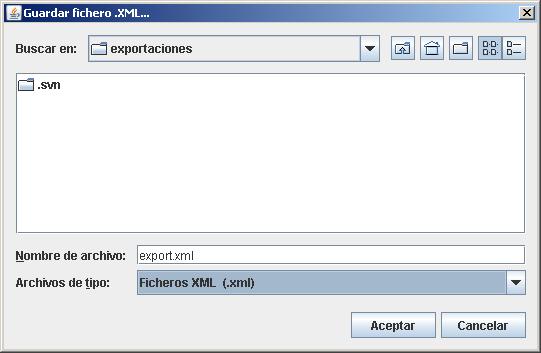 Guardar fichero .XML...
Buscar en: exportaciones
.svn
Nombre de archivo: export.xml
Archivos de tipo: Ficheros XML (.xml)
Aceptar Cancelar